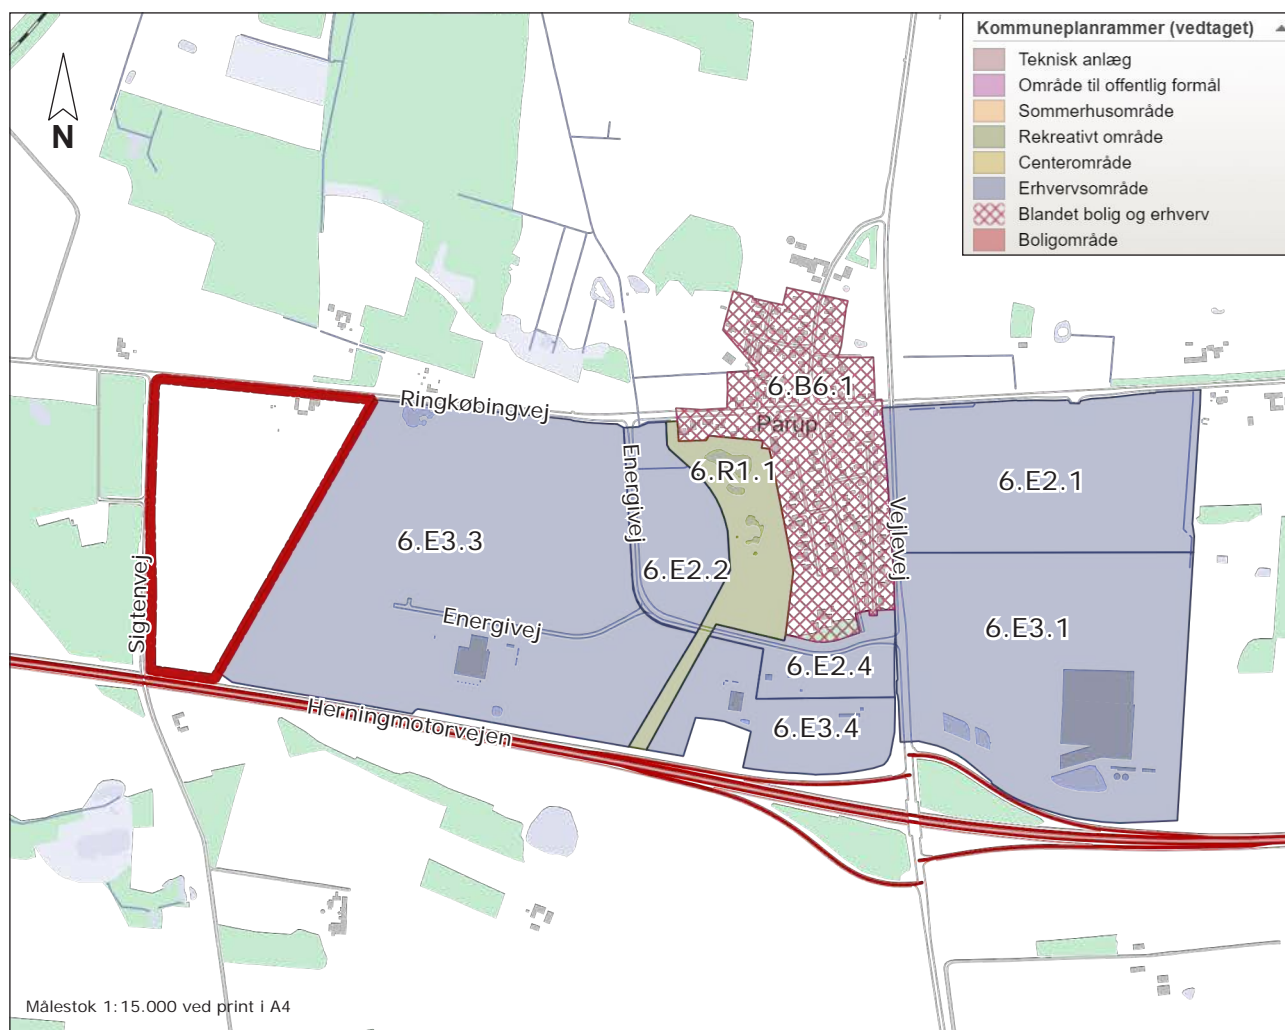 Kommuneplanrammer (vedtaget)
Teknisk anlæg
Område til offentlig formål
Sommerhusområde
Rekreativt område
Centerområde
Erhvervsområde
Blandet bolig og erhverv
Boligområde
N
6.B6.1
Ringkøbingvej
Pårup
6.R1.1
6.E2.1
Energivej
Vejlevej
6.E3.3
6.E2.2
Sigtenvej
Energivej
6.E3.1
6.E2.4
Herningmotorvejen
6.E3.4
Målestok 1:15.000 ved print i A4